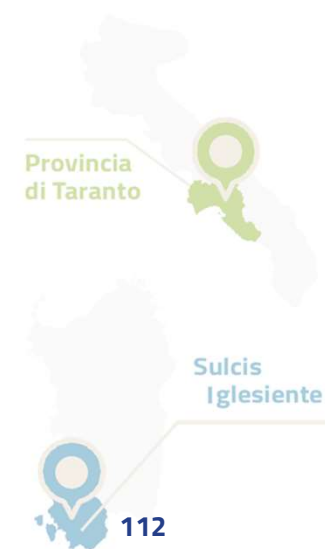 Provincia
di Taranto
Sulcis
Iglesiente
112